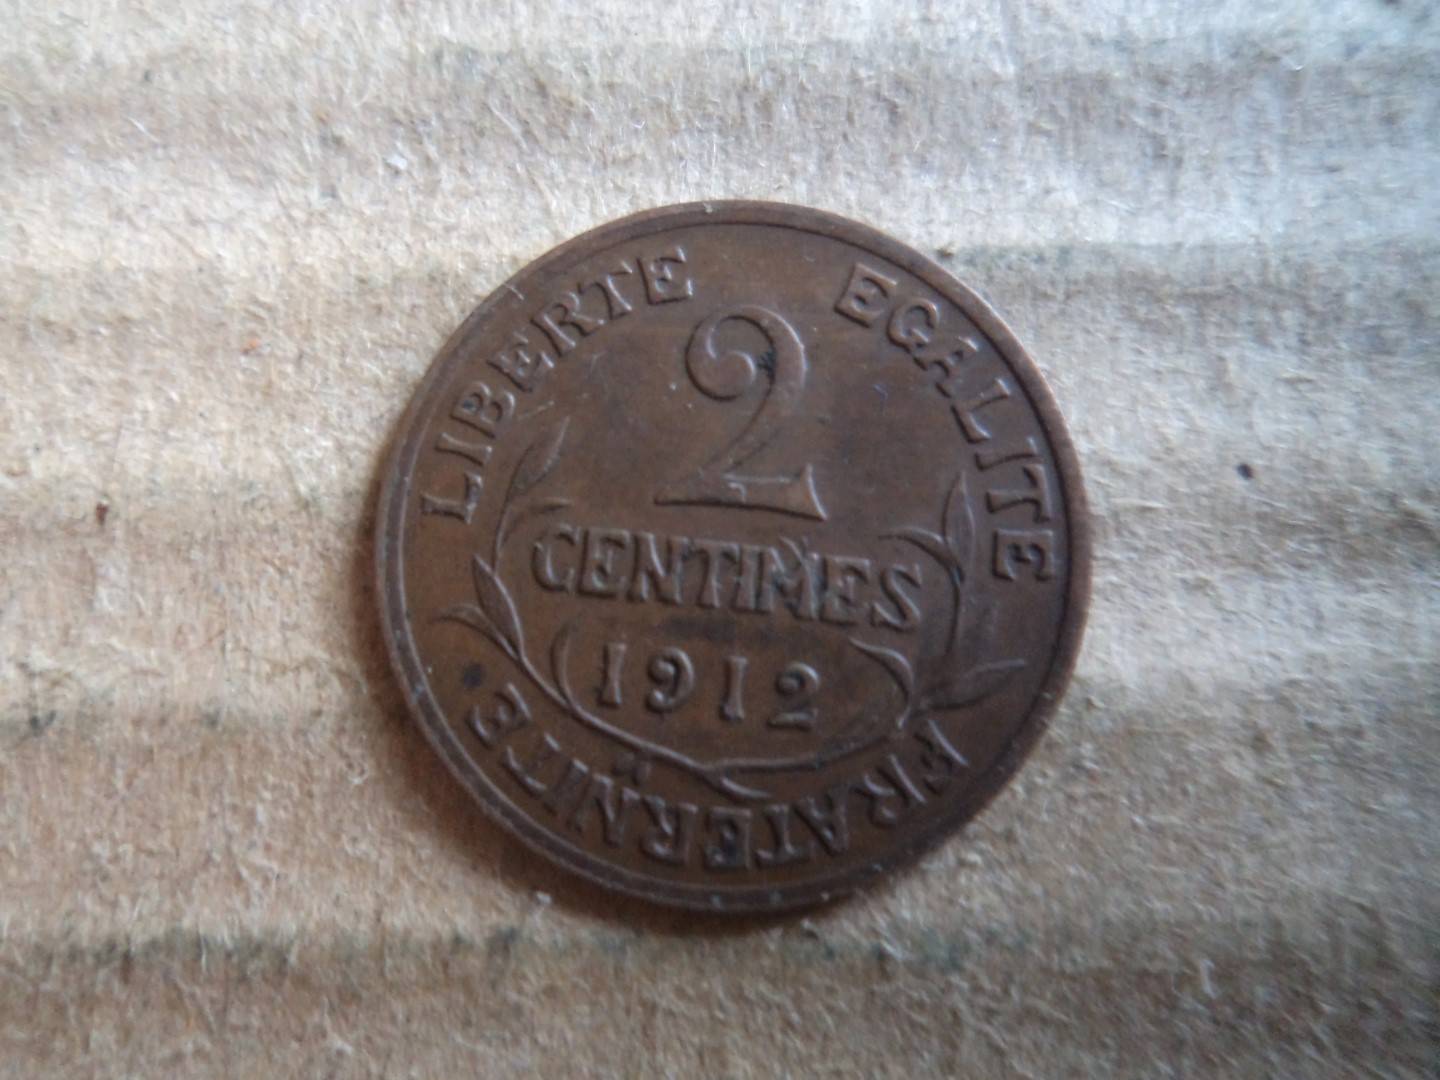 LIBERTE EGALITE
2
CENTIMES
1912
FRATERNITE